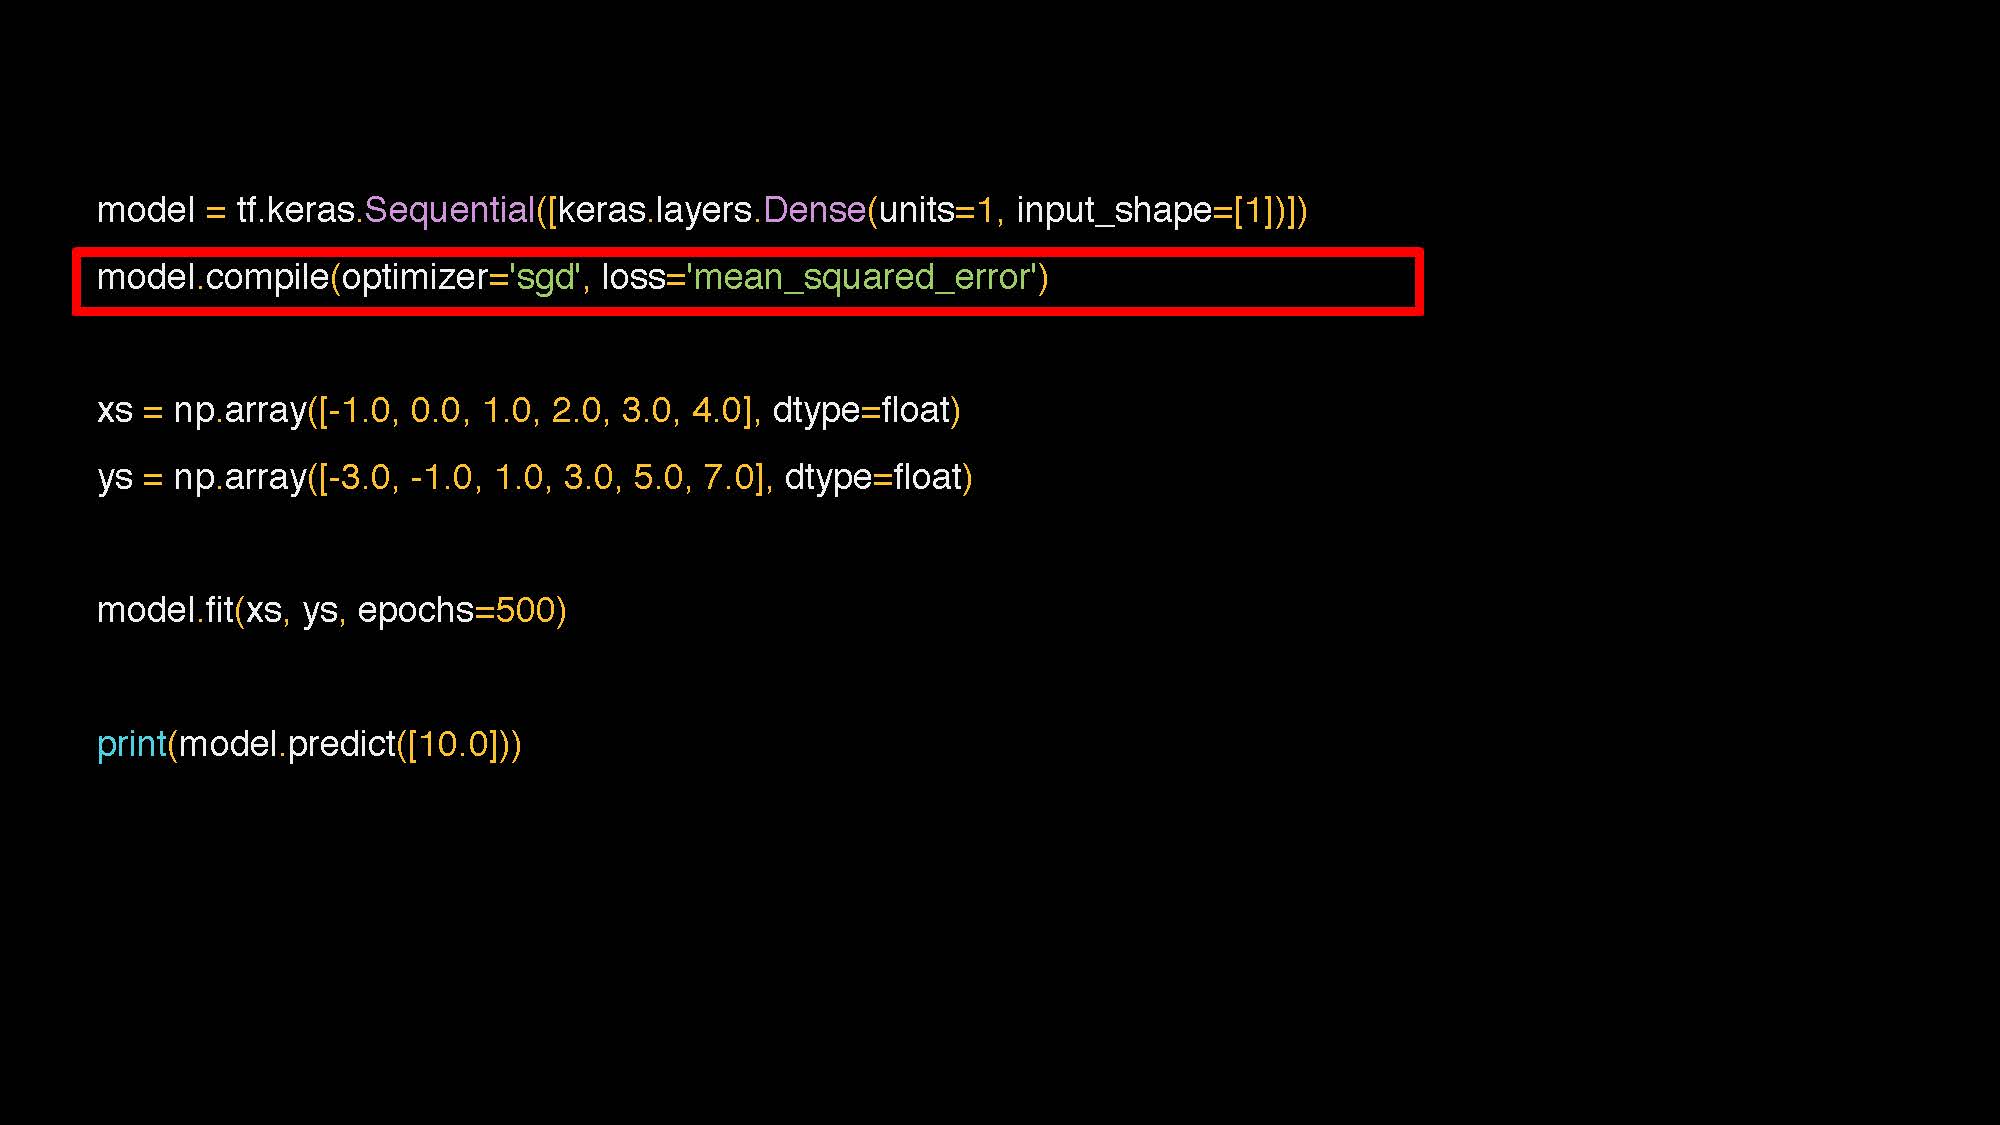 model = tf.keras.Sequential([keras.layers.Dense(units=1, input_shape=[1])])
model.compile(optimizer='sgd', loss='mean_squared_error')
xs = np.array([-1.0, 0.0, 1.0, 2.0, 3.0, 4.0], dtype=float)
ys = np.array([-3.0, -1.0, 1.0, 3.0, 5.0, 7.0], dtype=float)
model.fit(xs, ys, epochs=500)
print(model.predict([10.0]))